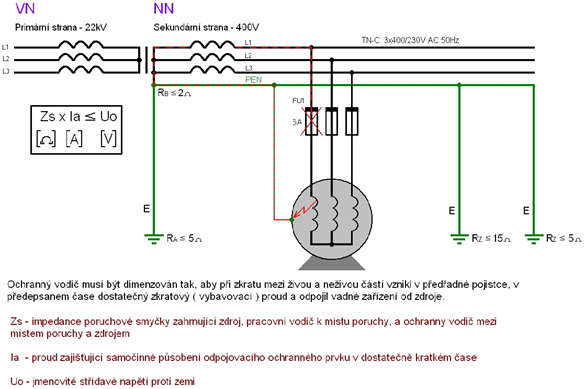 VN NN
Primární strana - 22kV Sekundární strana - 400V
L1 L1 TN-C 3x400/230V AC 50Hz
L2 L2
L3 L3
PEN
RB ≤ 2Ω
FU1
6A
Zs x Ia ≤ Uo
[Ω] [A] [V]
E E E
RA ≤ 5Ω RZ ≤ 15Ω RZ ≤ 5Ω
Ochranný vodič musí být dimenzován tak, aby při zkratu mezi živou a neživou částí vznikl v předřadné pojistce, v
předepsaném čase dostatečný zkratový ( vybavovací ) proud a odpojil vadné zařízení od zdroje.
Zs - impedance poruchové smyčky zahrnující zdroj, pracovní vodič k místu poruchy, a ochranný vodič mezi
místem poruchy a zdrojem
Ia - proud zajišťující samočinné působení odpojovacího ochranného prvku v dostatečně krátkém čase
Uo - jmenovité střídavé napětí proti zemi